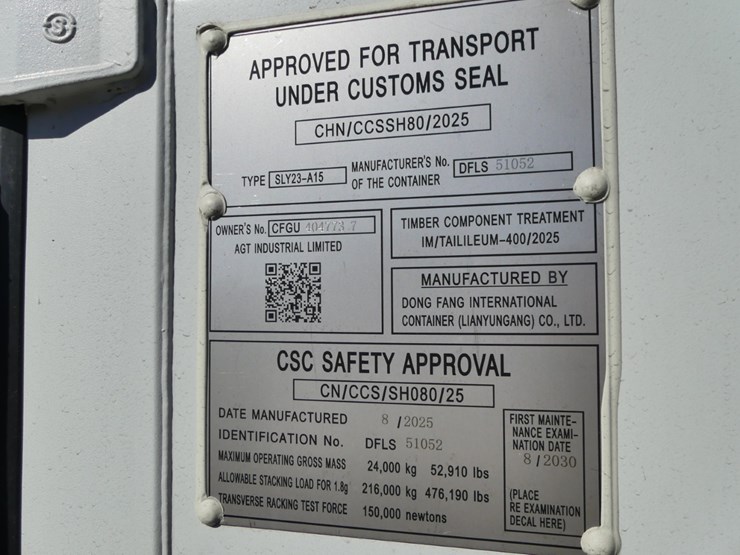 APPROVED FOR TRANSPORT
UNDER CUSTOMS SEAL
CHN/CCSSH80/2025
TYPE SLY23-A15
MANUFACTURER'S No.
OF THE CONTAINER
DFLS 51052
OWNER'S No. CFGU 404773 7
AGT INDUSTRIAL LIMITED
TIMBER COMPONENT TREATMENT
IM/TAILILEUM-400/2025
MANUFACTURED BY
DONG FANG INTERNATIONAL
CONTAINER (LIANYUNGANG) CO., LTD.
CSC SAFETY APPROVAL
CN/CCS/SH080/25
DATE MANUFACTURED 8 / 2025
IDENTIFICATION No. DFLS 51052
MAXIMUM OPERATING GROSS MASS 24,000 kg 52,910 lbs
ALLOWABLE STACKING LOAD FOR 1.8g 216,000 kg 476,190 lbs
TRANSVERSE RACKING TEST FORCE 150,000 newtons
FIRST MAINTE-
NANCE EXAMI-
NATION DATE
8 / 2030
(PLACE
RE EXAMINATION
DECAL HERE)